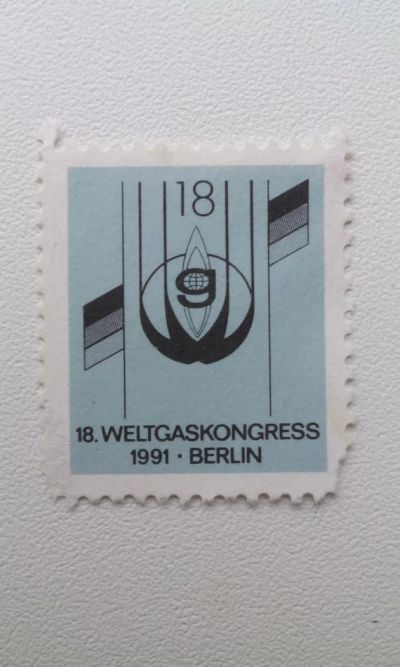 18
g
18. WELTGASKONGRESS
1991 · BERLIN